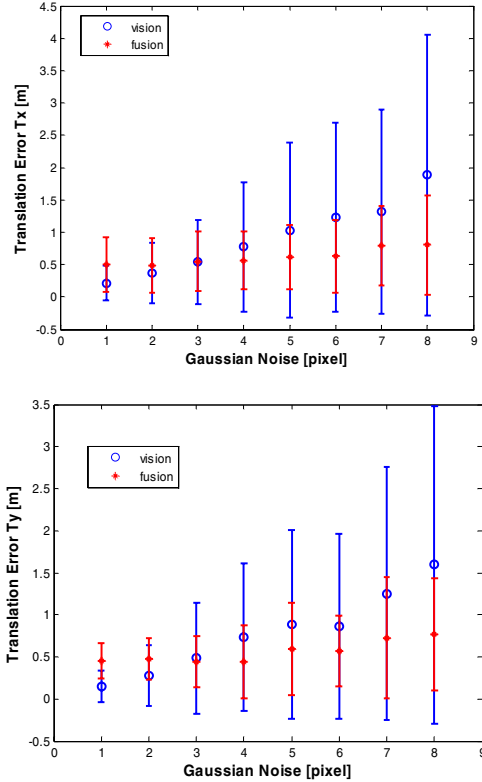 4.5
4
3.5
3
2.5
2
1.5
1
0.5
0
-0.5
Translation Error Tx [m]
vision
fusion
0 1 2 3 4 5 6 7 8 9
Gaussian Noise [pixel]
3.5
3
2.5
2
1.5
1
0.5
0
-0.5
Translation Error Ty [m]
vision
fusion
0 1 2 3 4 5 6 7 8 9
Gaussian Noise [pixel]